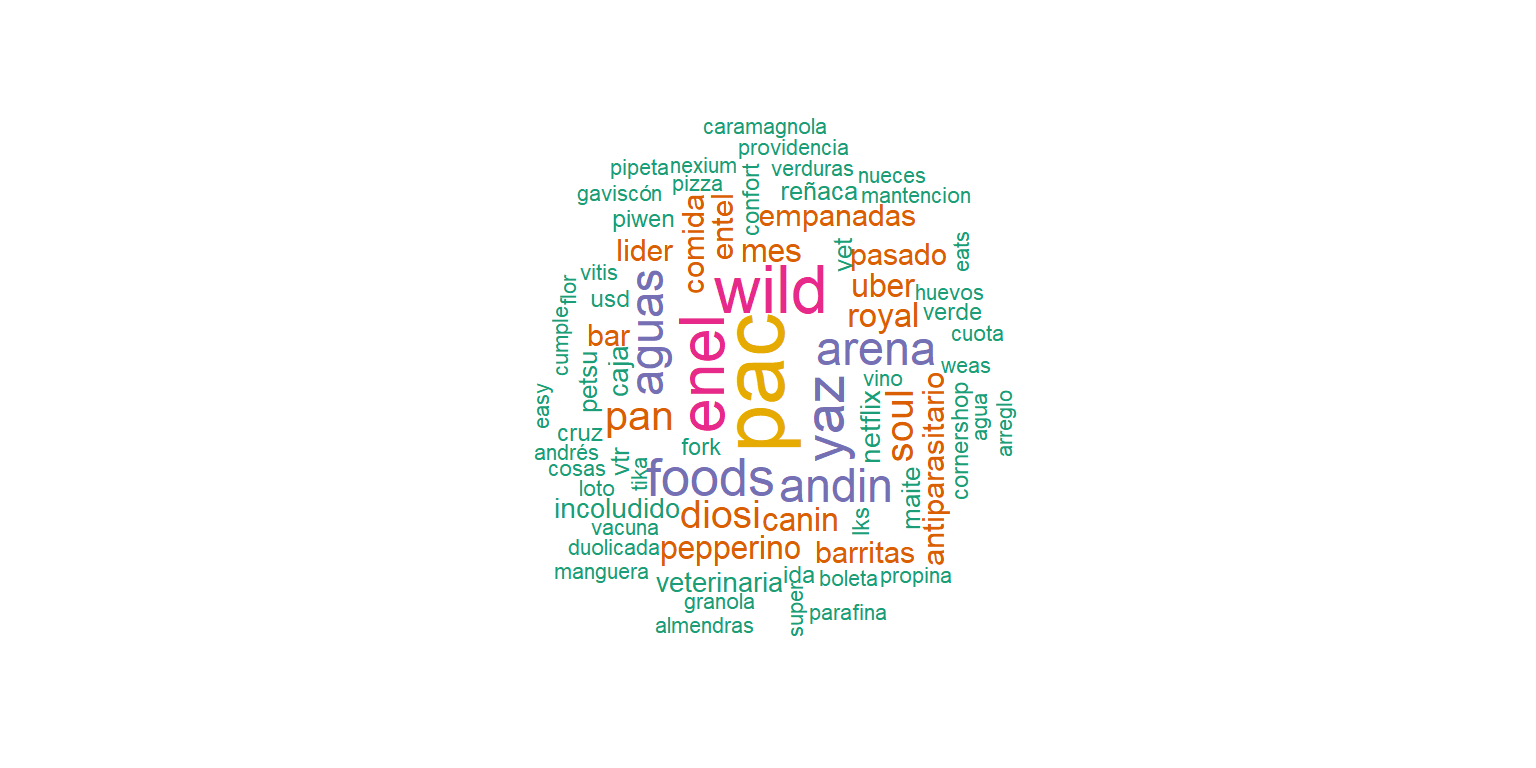 caramagnola
providencia
pipeta
nexium
verduras
nueces
pizza
gaviscón
confort
reñaca
mantencion
piwen
comida
entel
empanadas
lider
mes
vet
pasado
eats
vitis
flor
usd
aguas
wild
uber
huevos
royal
verde
cumple
bar
enel
pac
arena
cuota
petsu
caja
weas
easy
pan
yaz
vino
netflix
soul
antiparasitario
cornershop
agua
arreglo
cruz
fork
andrés
vtr
cosas
tika
foods
andin
loto
maite
incoludido
diosi
canin
lks
vacuna
duolicada
pepperino
barritas
manguera
veterinaria
ida
boleta
propina
granola
super
parafina
almendras